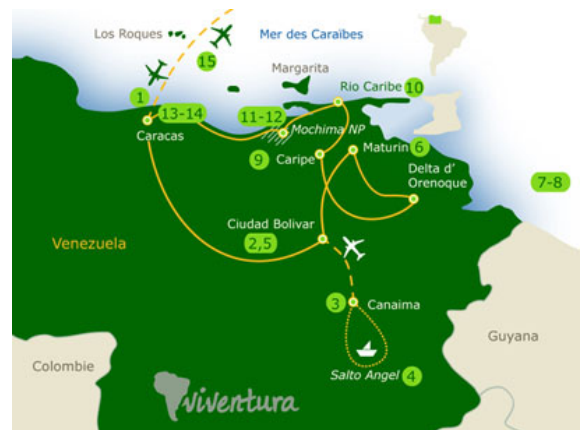 Los Roques
Mer des Caraïbes
15
Margarita
1
Rio Caribe 10
13-14
11-12
Caracas
Mochima NP
Maturin 6
9 Caripe
Delta d'
Orenoque
7-8
Ciudad Bolivar
Venezuela
2,5
3 Canaima
Guyana
Colombie
Salto Angel 4
viventura